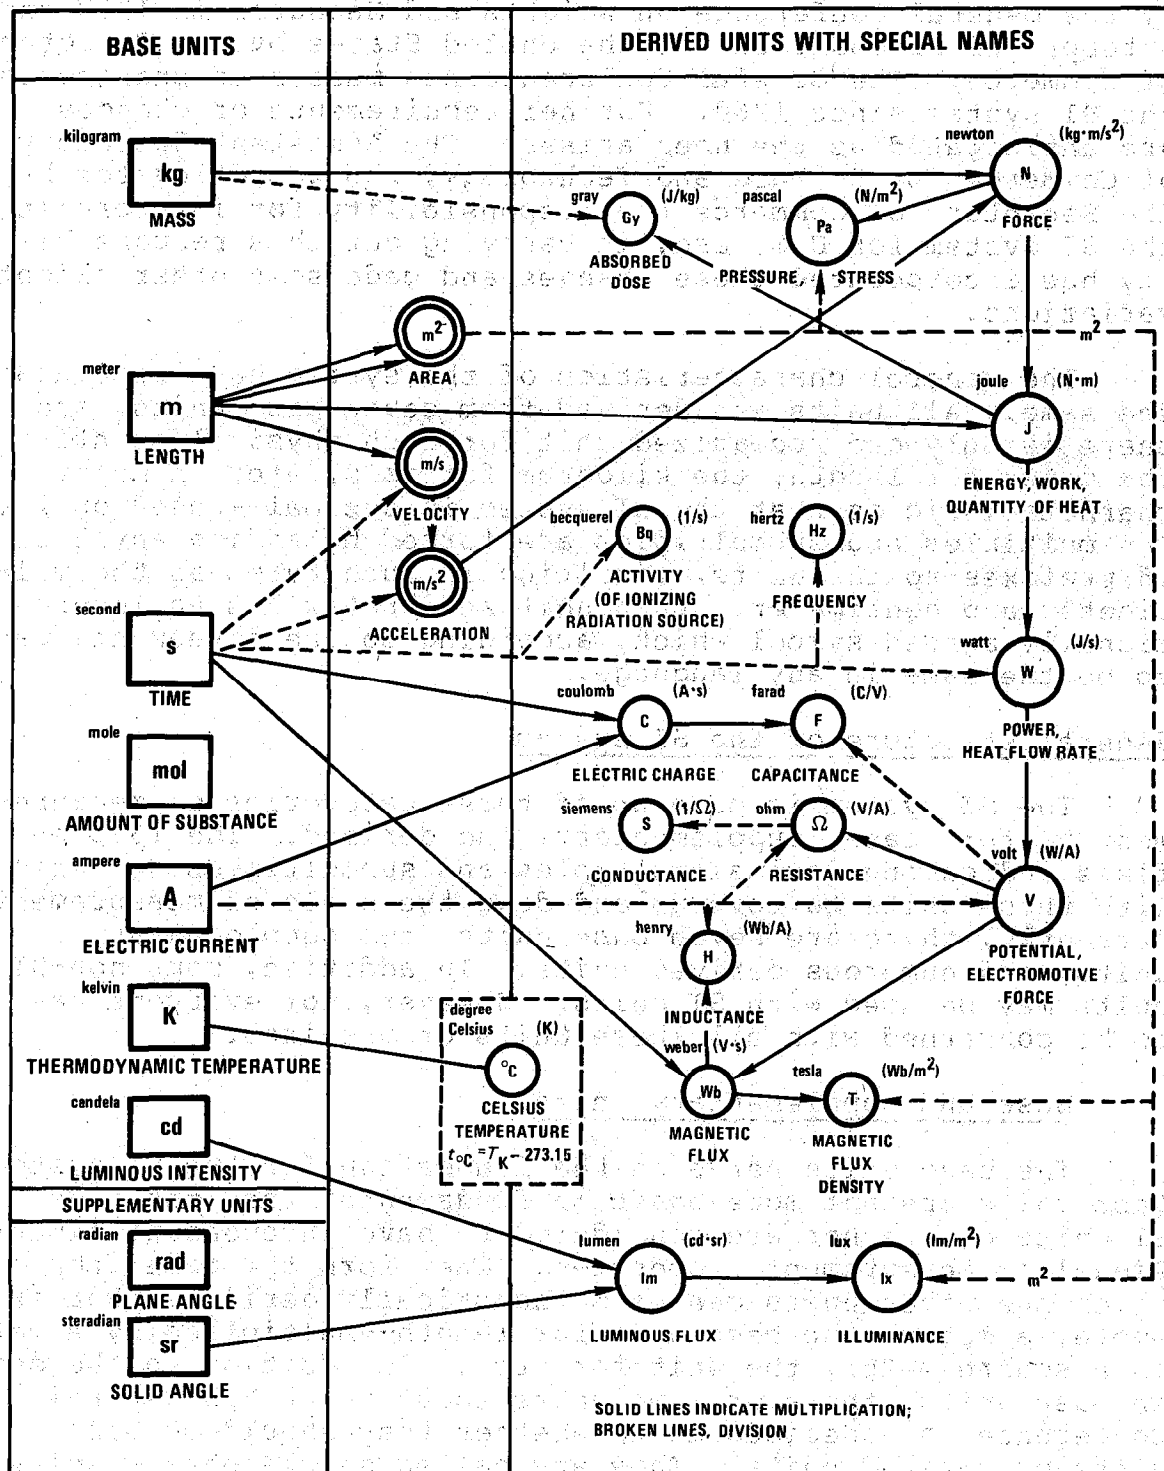 BASE UNITS
DERIVED UNITS WITH SPECIAL NAMES
kilogram
kg
MASS
newton
(kg·m/s²)
N
FORCE
gray
(J/kg)
Gy
ABSORBED
DOSE
pascal
(N/m²)
Pa
PRESSURE, STRESS
m²
AREA
m²
meter
m
LENGTH
joule
(N·m)
J
ENERGY, WORK,
QUANTITY OF HEAT
m/s
VELOCITY
becquerel
(1/s)
Bq
ACTIVITY
(OF IONIZING
RADIATION SOURCE)
hertz
(1/s)
Hz
FREQUENCY
m/s²
ACCELERATION
second
s
TIME
watt
(J/s)
W
POWER,
HEAT FLOW RATE
coulomb
(A·s)
C
ELECTRIC CHARGE
farad
(C/V)
F
CAPACITANCE
mole
mol
AMOUNT OF SUBSTANCE
siemens
(1/Ω)
S
CONDUCTANCE
ohm
(V/A)
Ω
RESISTANCE
volt
(W/A)
V
POTENTIAL,
ELECTROMOTIVE
FORCE
ampere
A
ELECTRIC CURRENT
henry
(Wb/A)
H
INDUCTANCE
kelvin
K
THERMODYNAMIC TEMPERATURE
degree
Celsius
(K)
°C
CELSIUS
TEMPERATURE
t°C = TK − 273.15
weber
(V·s)
Wb
MAGNETIC
FLUX
tesla
(Wb/m²)
T
MAGNETIC
FLUX
DENSITY
candela
cd
LUMINOUS INTENSITY
SUPPLEMENTARY UNITS
radian
rad
PLANE ANGLE
lumen
(cd·sr)
lm
LUMINOUS FLUX
lux
(lm/m²)
lx
ILLUMINANCE
m²
steradian
sr
SOLID ANGLE
SOLID LINES INDICATE MULTIPLICATION;
BROKEN LINES, DIVISION